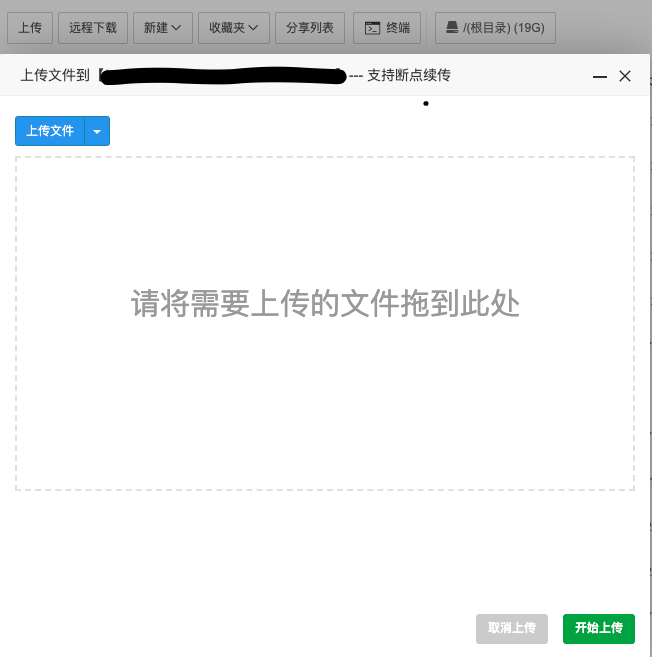 上传 远程下载 新建 收藏夹 分享列表 终端 /(根目录) (19G)
上传文件到【 --- 支持断点续传
上传文件
请将需要上传的文件拖到此处
取消上传 开始上传